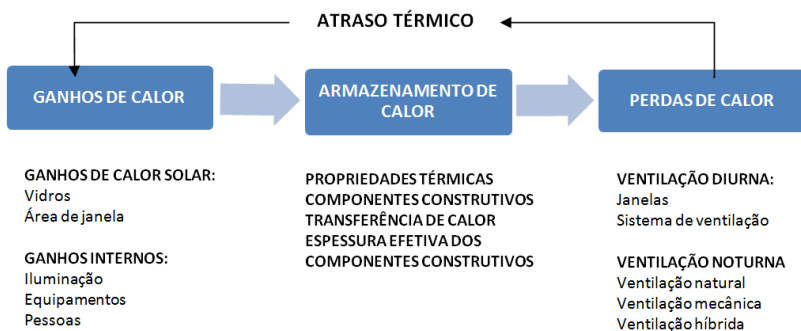 ATRASO TÉRMICO
GANHOS DE CALOR
ARMAZENAMENTO DE
CALOR
PERDAS DE CALOR
GANHOS DE CALOR SOLAR:
Vidros
Área de janela
GANHOS INTERNOS:
Iluminação
Equipamentos
Pessoas
PROPRIEDADES TÉRMICAS
COMPONENTES CONSTRUTIVOS
TRANSFERÊNCIA DE CALOR
ESPESSURA EFETIVA DOS
COMPONENTES CONSTRUTIVOS
VENTILAÇÃO DIURNA:
Janelas
Sistema de ventilação
VENTILAÇÃO NOTURNA
Ventilação natural
Ventilação mecânica
Ventilação híbrida